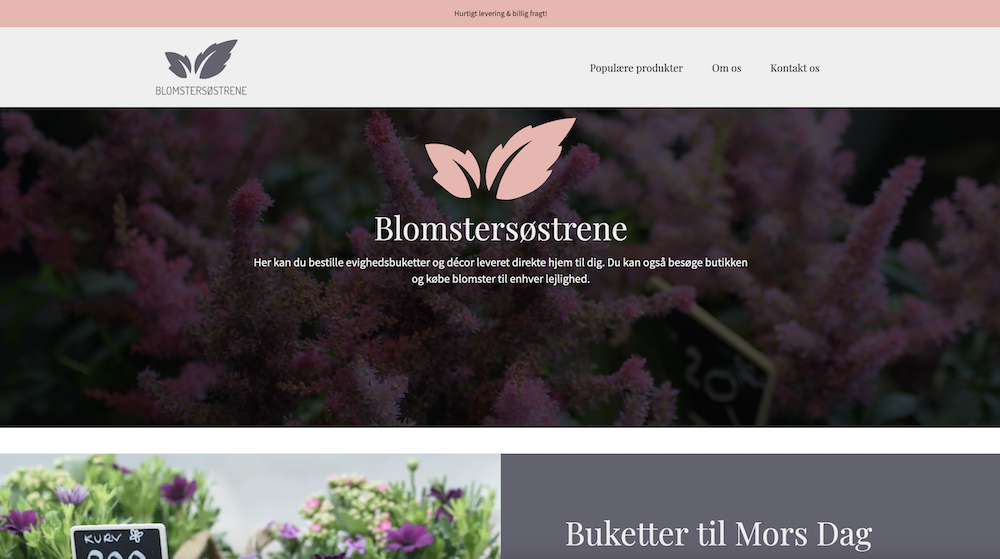 Hurtigt levering & billig fragt!
BLOMSTERSØSTRENE
Populære produkter
Om os
Kontakt os
Blomstersøstrene
Her kan du bestille evighedsbuketter og décor leveret direkte hjem til dig. Du kan også besøge butikken
og købe blomster til enhver lejlighed.
Buketter til Mors Dag
KURV